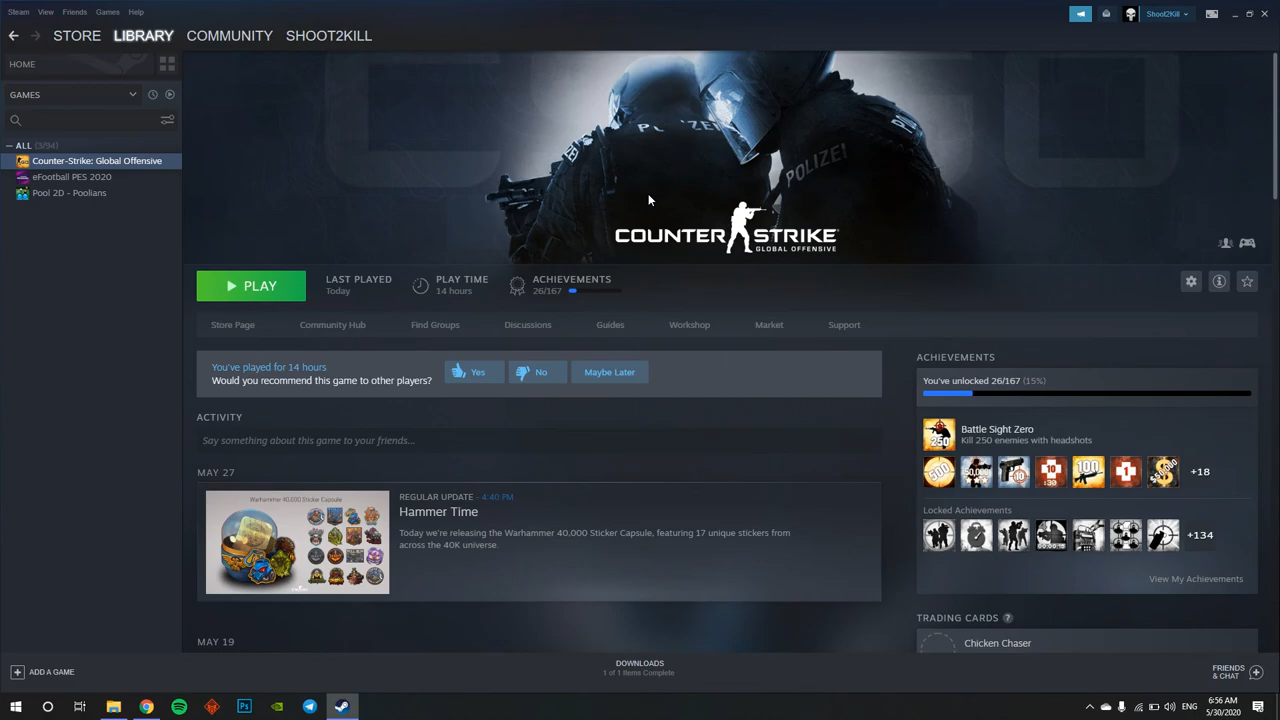 Steam View Friends Games Help
Shoot2Kill
STORE LIBRARY COMMUNITY SHOOT2KILL
HOME
GAMES
ALL (3/94)
Counter-Strike: Global Offensive
eFootball PES 2020
Pool 2D - Poolians
POLIZEI
POLIZEI
COUNTER STRIKE
GLOBAL OFFENSIVE
PLAY
LAST PLAYED
Today
PLAY TIME
14 hours
ACHIEVEMENTS
26/167
Store Page Community Hub Find Groups Discussions Guides Workshop Market Support
You've played for 14 hours
Would you recommend this game to other players?
Yes No Maybe Later
ACTIVITY
Say something about this game to your friends...
MAY 27
Warhammer 40,000 Sticker Capsule
REGULAR UPDATE - 4:40 PM
Hammer Time
Today we're releasing the Warhammer 40,000 Sticker Capsule, featuring 17 unique stickers from
across the 40K universe.
MAY 19
ACHIEVEMENTS
You've unlocked 26/167 (15%)
250
Battle Sight Zero
Kill 250 enemies with headshots
+18
Locked Achievements
+134
View My Achievements
TRADING CARDS ?
Chicken Chaser
ADD A GAME
DOWNLOADS
1 of 1 Items Complete
FRIENDS
& CHAT
Ps
ENG
6:56 AM
5/30/2020